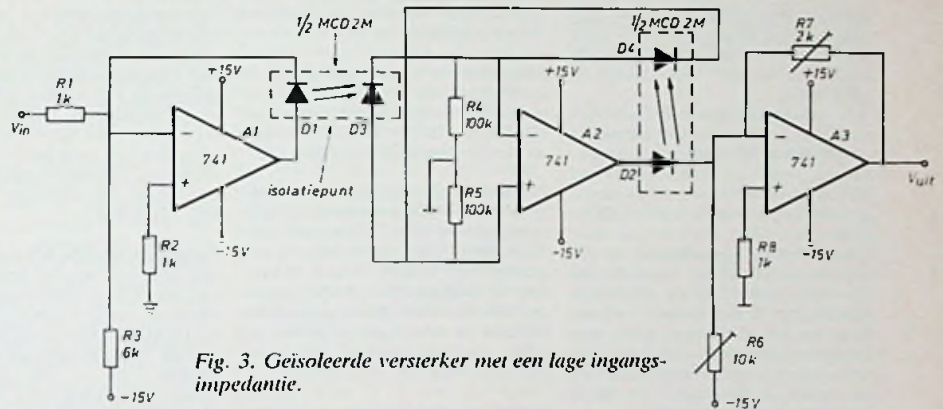 1/2 MCD 2M
1/2 MCD 2M
R7
2k
D4
+15V
+15V
+15V
R1
1k
Vin
R4
100k
A1
D1
D3
A2
A3
741
741
741
isolatiepunt
D2
Vuit
R5
100k
-15V
-15V
-15V
R2
1k
R8
1k
R3
6k
R6
10k
Fig. 3. Geïsoleerde versterker met een lage ingangs-
impedantie.
-15V
-15V